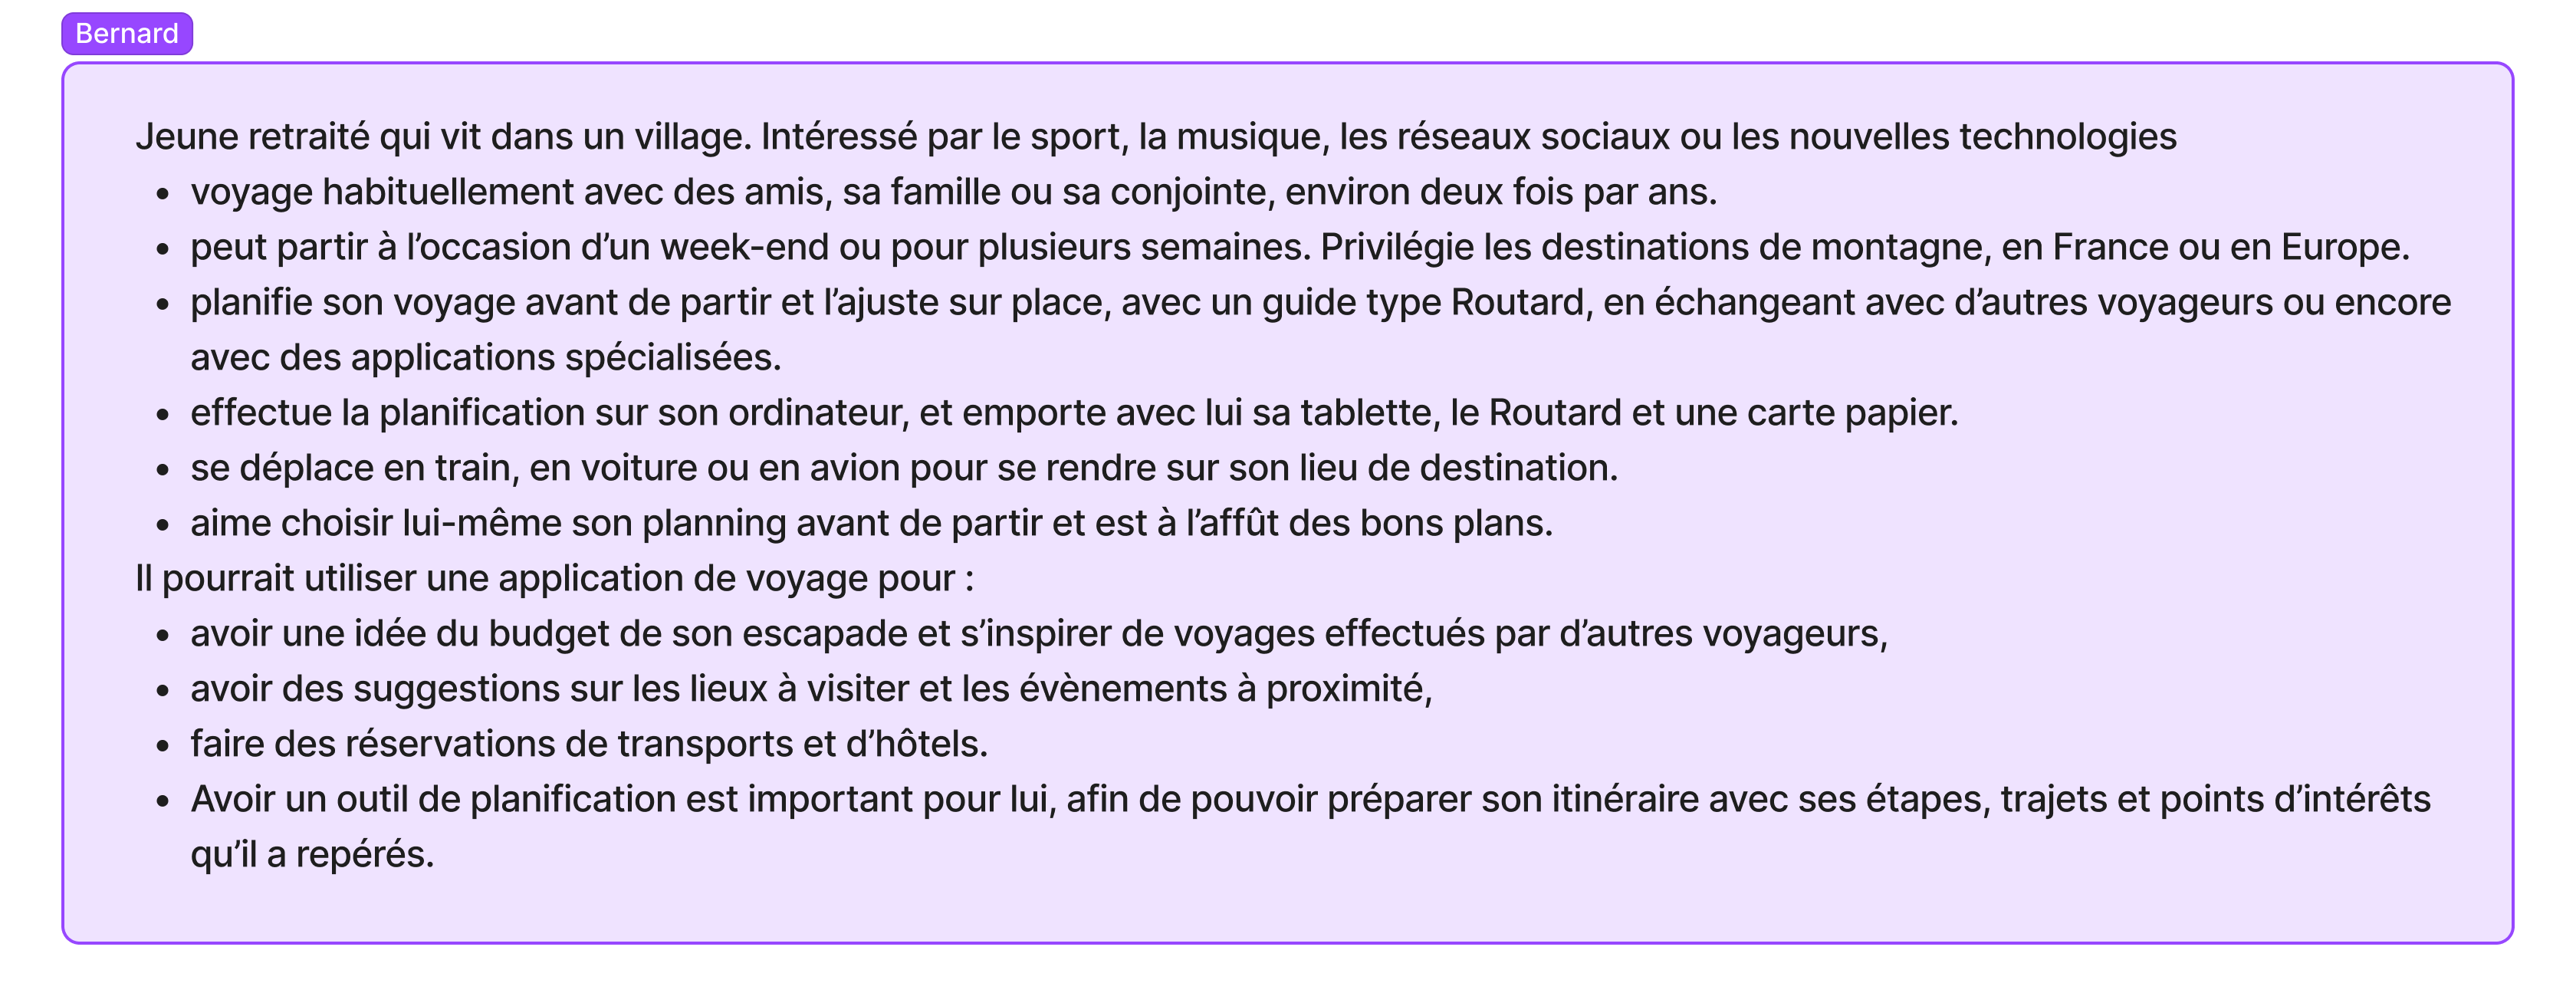 Bernard
Jeune retraité qui vit dans un village. Intéressé par le sport, la musique, les réseaux sociaux ou les nouvelles technologies
• voyage habituellement avec des amis, sa famille ou sa conjointe, environ deux fois par ans.
• peut partir à l’occasion d’un week-end ou pour plusieurs semaines. Privilégie les destinations de montagne, en France ou en Europe.
• planifie son voyage avant de partir et l’ajuste sur place, avec un guide type Routard, en échangeant avec d’autres voyageurs ou encore
avec des applications spécialisées.
• effectue la planification sur son ordinateur, et emporte avec lui sa tablette, le Routard et une carte papier.
• se déplace en train, en voiture ou en avion pour se rendre sur son lieu de destination.
• aime choisir lui-même son planning avant de partir et est à l’affût des bons plans.
Il pourrait utiliser une application de voyage pour :
• avoir une idée du budget de son escapade et s’inspirer de voyages effectués par d’autres voyageurs,
• avoir des suggestions sur les lieux à visiter et les évènements à proximité,
• faire des réservations de transports et d’hôtels.
• Avoir un outil de planification est important pour lui, afin de pouvoir préparer son itinéraire avec ses étapes, trajets et points d’intérêts
qu’il a repérés.